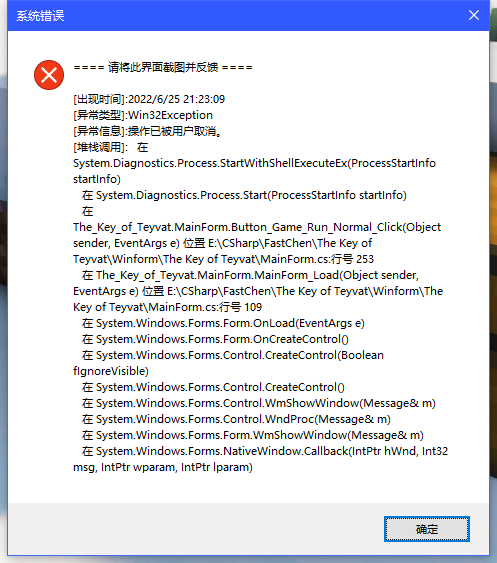 系统错误
==== 请将此界面截图并反馈 ====
[出现时间]:2022/6/25 21:23:09
[异常类型]:Win32Exception
[异常信息]:操作已被用户取消。
[堆栈调用]:   在
System.Diagnostics.Process.StartWithShellExecuteEx(ProcessStartInfo
startInfo)
在 System.Diagnostics.Process.Start(ProcessStartInfo startInfo)
在
The_Key_of_Teyvat.MainForm.Button_Game_Run_Normal_Click(Object
sender, EventArgs e) 位置 E:\CSharp\FastChen\The Key of
Teyvat\Winform\The Key of Teyvat\MainForm.cs:行号 253
在 The_Key_of_Teyvat.MainForm.MainForm_Load(Object sender,
EventArgs e) 位置 E:\CSharp\FastChen\The Key of Teyvat\Winform\The
Key of Teyvat\MainForm.cs:行号 109
在 System.Windows.Forms.Form.OnLoad(EventArgs e)
在 System.Windows.Forms.Form.OnCreateControl()
在 System.Windows.Forms.Control.CreateControl(Boolean
fIgnoreVisible)
在 System.Windows.Forms.Control.CreateControl()
在 System.Windows.Forms.Control.WmShowWindow(Message& m)
在 System.Windows.Forms.Control.WndProc(Message& m)
在 System.Windows.Forms.Form.WmShowWindow(Message& m)
在 System.Windows.Forms.NativeWindow.Callback(IntPtr hWnd, Int32
msg, IntPtr wparam, IntPtr lparam)
确定